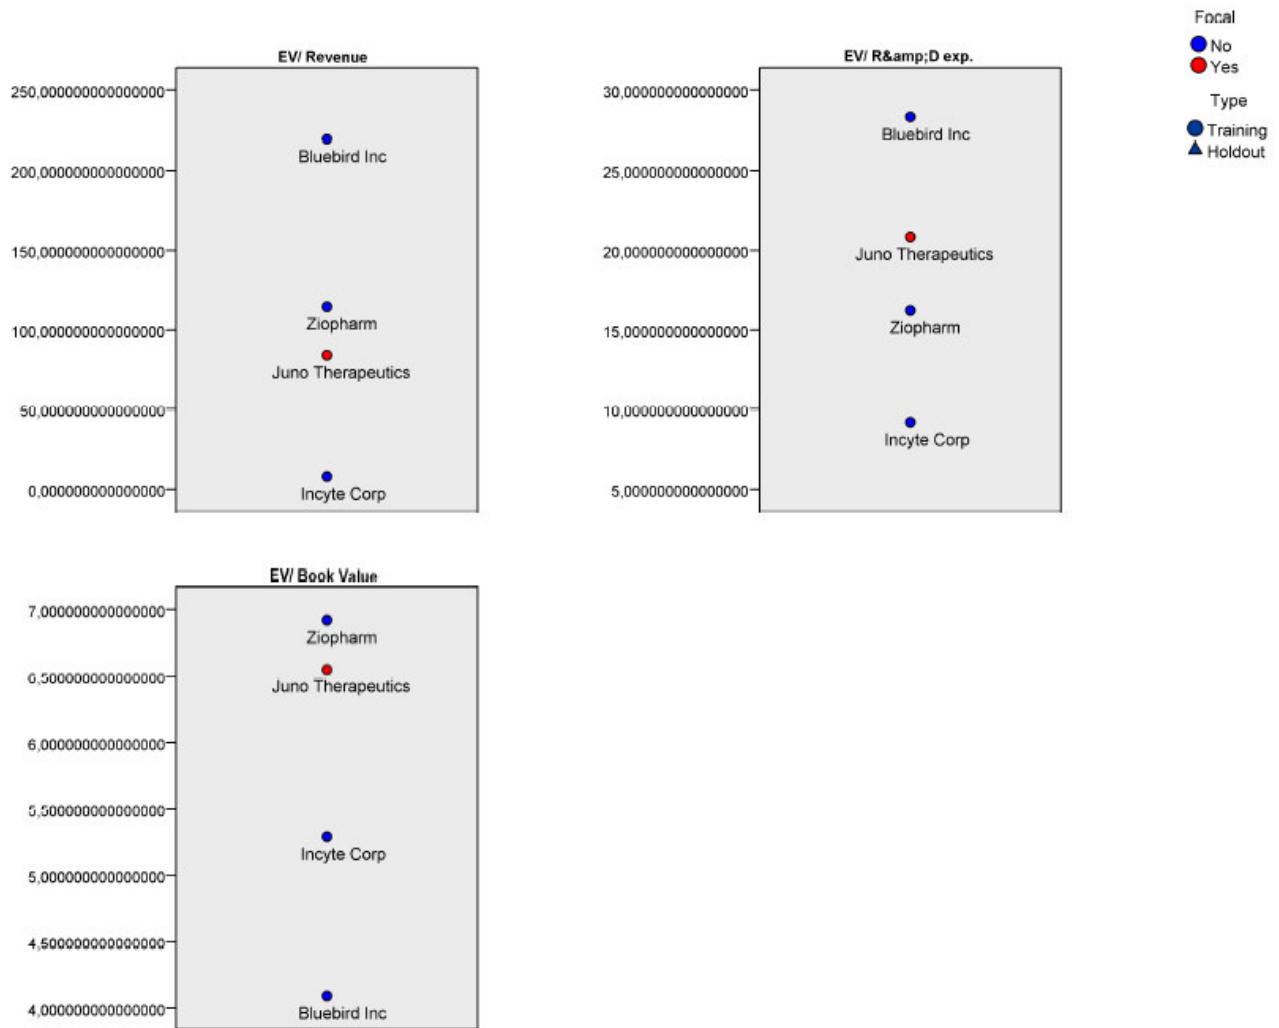 Focal
No
Yes
Type
Training
Holdout
EV/ Revenue
250,000000000000000
200,000000000000000
150,000000000000000
100,000000000000000
50,000000000000000
0,000000000000000
Bluebird Inc
Ziopharm
Juno Therapeutics
Incyte Corp
EV/ R&amp;D exp.
30,000000000000000
25,000000000000000
20,000000000000000
15,000000000000000
10,000000000000000
5,000000000000000
Bluebird Inc
Juno Therapeutics
Ziopharm
Incyte Corp
EV/ Book Value
7,000000000000000
6,500000000000000
6,000000000000000
5,500000000000000
5,000000000000000
4,500000000000000
4,000000000000000
Ziopharm
Juno Therapeutics
Incyte Corp
Bluebird Inc